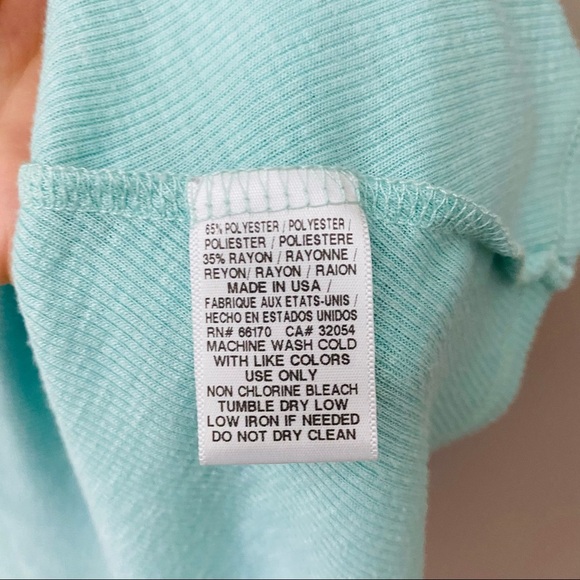 65% POLYESTER / POLYESTER /
POLIESTER / POLIESTERE
35% RAYON / RAYONNE /
REYON/ RAYON / RAION
MADE IN USA /
FABRIQUE AUX ETATS-UNIS /
HECHO EN ESTADOS UNIDOS
RN# 66170 CA# 32054
MACHINE WASH COLD
WITH LIKE COLORS
USE ONLY
NON CHLORINE BLEACH
TUMBLE DRY LOW
LOW IRON IF NEEDED
DO NOT DRY CLEAN